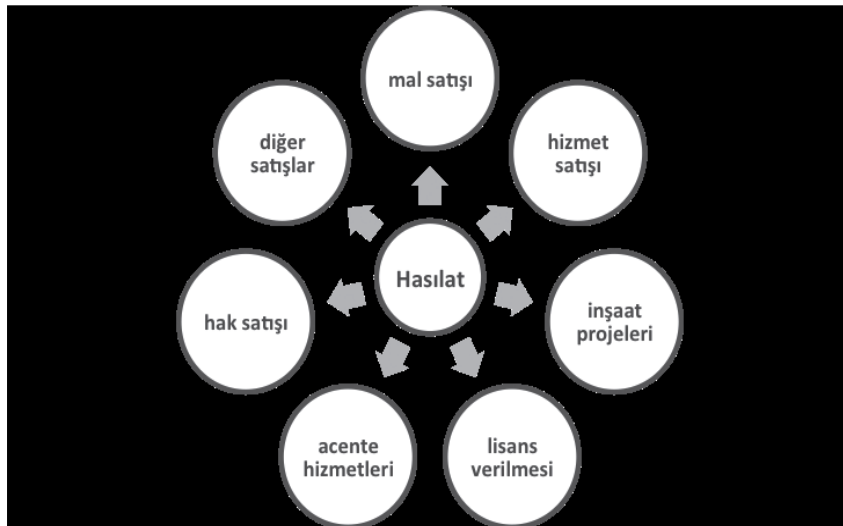 mal satışı
hizmet
satışı
inşaat
projeleri
lisans
verilmesi
acente
hizmetleri
hak satışı
diğer
satışlar
Hasılat